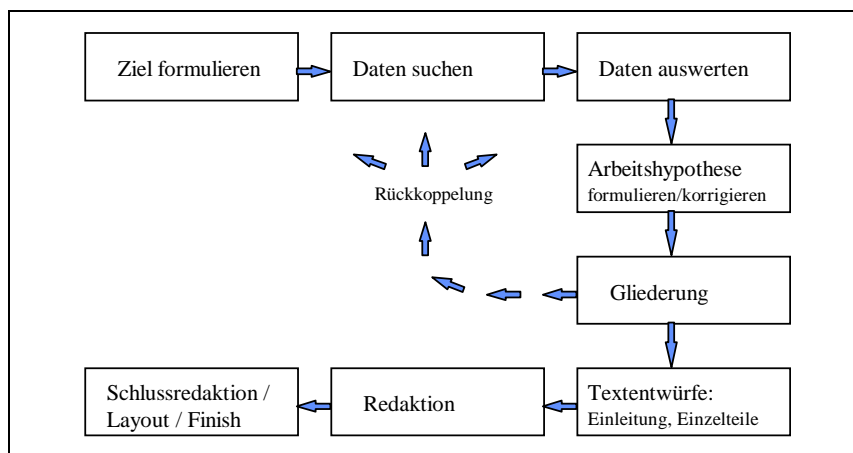 Ziel formulieren
Daten suchen
Daten auswerten
Arbeitshypothese
formulieren/korrigieren
Rückkoppelung
Gliederung
Textentwürfe:
Einleitung, Einzelteile
Redaktion
Schlussredaktion /
Layout / Finish